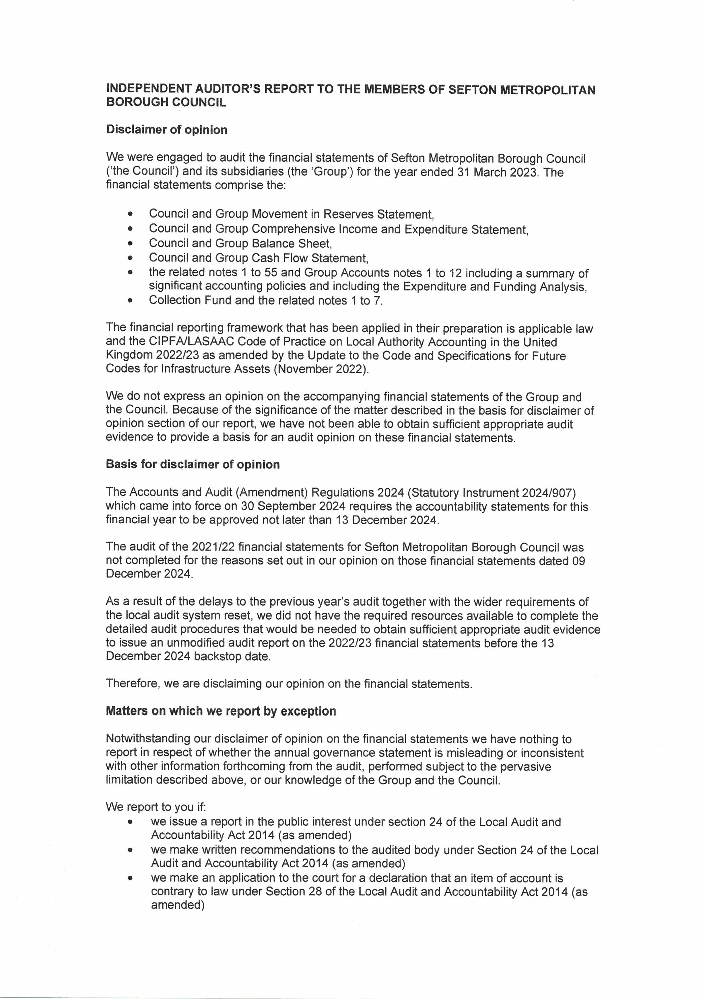 INDEPENDENT AUDITOR'S REPORT TO THE MEMBERS OF SEFTON METROPOLITAN
BOROUGH COUNCIL
Disclaimer of opinion
We were engaged to audit the financial statements of Sefton Metropolitan Borough Council
('the Council') and its subsidiaries (the 'Group') for the year ended 31 March 2023. The
financial statements comprise the:
• Council and Group Movement in Reserves Statement,
• Council and Group Comprehensive Income and Expenditure Statement,
• Council and Group Balance Sheet,
• Council and Group Cash Flow Statement,
• the related notes 1 to 55 and Group Accounts notes 1 to 12 including a summary of
significant accounting policies and including the Expenditure and Funding Analysis,
• Collection Fund and the related notes 1 to 7.
The financial reporting framework that has been applied in their preparation is applicable law
and the CIPFA/LASAAC Code of Practice on Local Authority Accounting in the United
Kingdom 2022/23 as amended by the Update to the Code and Specifications for Future
Codes for Infrastructure Assets (November 2022).
We do not express an opinion on the accompanying financial statements of the Group and
the Council. Because of the significance of the matter described in the basis for disclaimer of
opinion section of our report, we have not been able to obtain sufficient appropriate audit
evidence to provide a basis for an audit opinion on these financial statements.
Basis for disclaimer of opinion
The Accounts and Audit (Amendment) Regulations 2024 (Statutory Instrument 2024/907)
which came into force on 30 September 2024 requires the accountability statements for this
financial year to be approved not later than 13 December 2024.
The audit of the 2021/22 financial statements for Sefton Metropolitan Borough Council was
not completed for the reasons set out in our opinion on those financial statements dated 09
December 2024.
As a result of the delays to the previous year's audit together with the wider requirements of
the local audit system reset, we did not have the required resources available to complete the
detailed audit procedures that would be needed to obtain sufficient appropriate audit evidence
to issue an unmodified audit report on the 2022/23 financial statements before the 13
December 2024 backstop date.
Therefore, we are disclaiming our opinion on the financial statements.
Matters on which we report by exception
Notwithstanding our disclaimer of opinion on the financial statements we have nothing to
report in respect of whether the annual governance statement is misleading or inconsistent
with other information forthcoming from the audit, performed subject to the pervasive
limitation described above, or our knowledge of the Group and the Council.
We report to you if:
• we issue a report in the public interest under section 24 of the Local Audit and
Accountability Act 2014 (as amended)
• we make written recommendations to the audited body under Section 24 of the Local
Audit and Accountability Act 2014 (as amended)
• we make an application to the court for a declaration that an item of account is
contrary to law under Section 28 of the Local Audit and Accountability Act 2014 (as
amended)